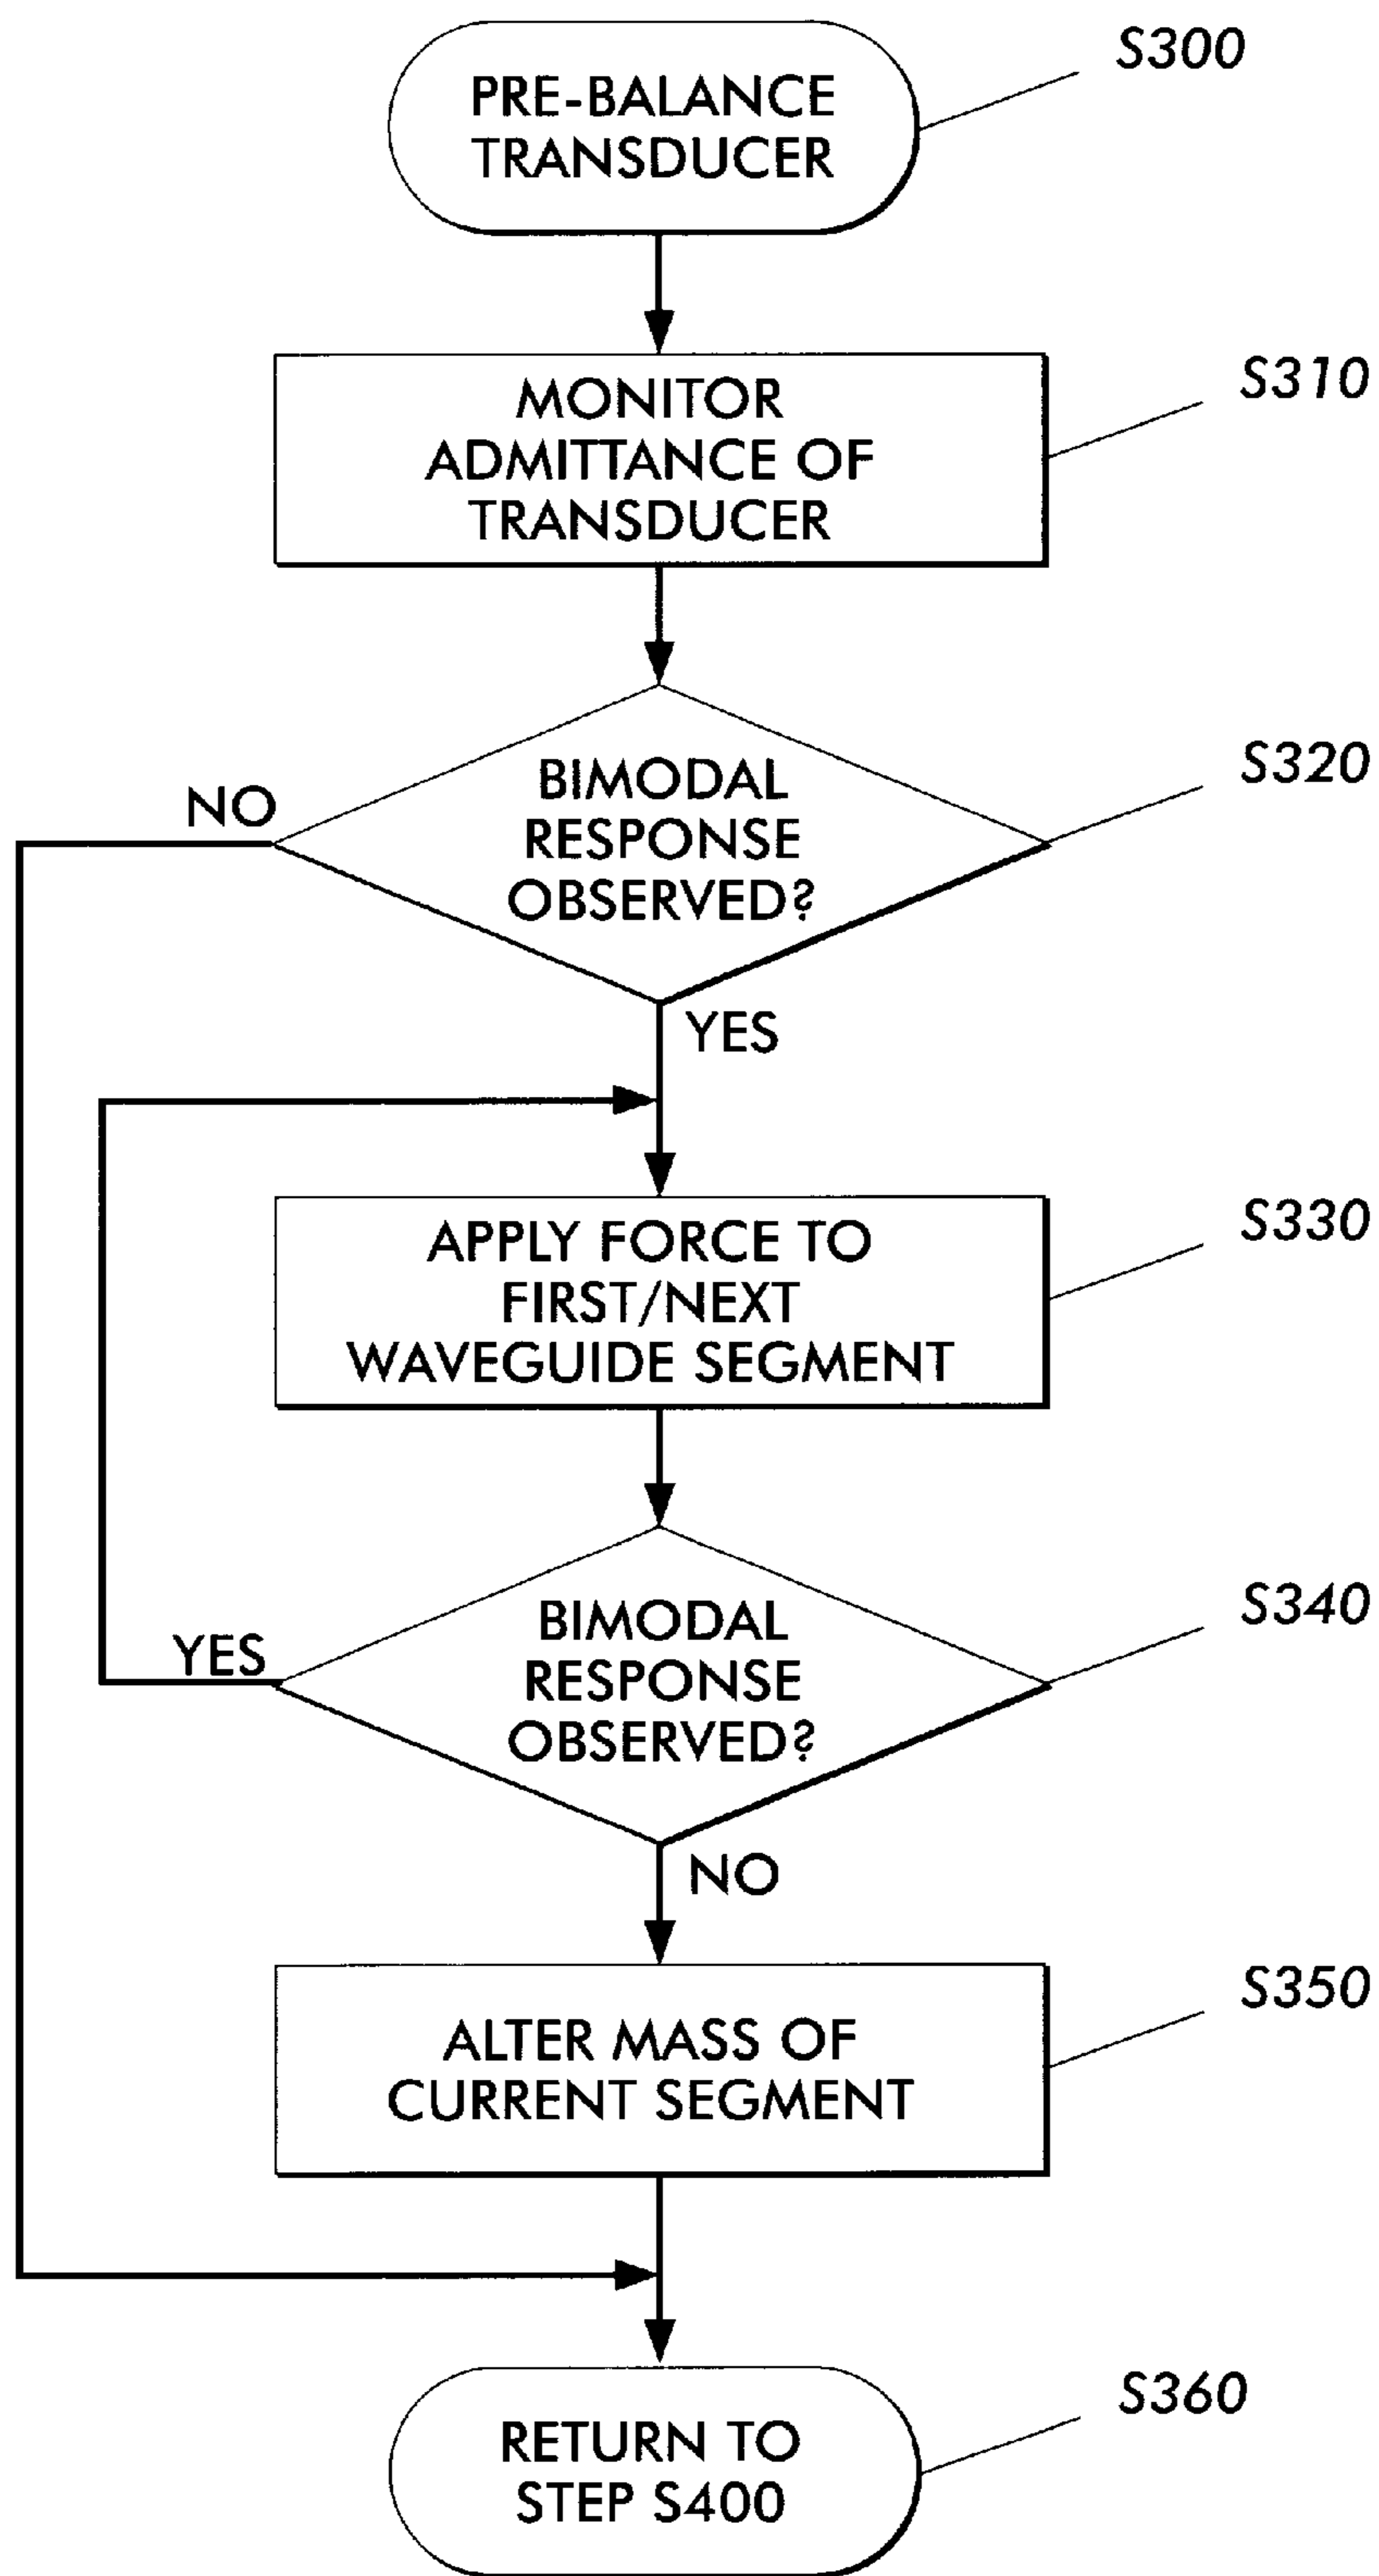 S300
PRE-BALANCE
TRANSDUCER
S310
MONITOR
ADMITTANCE OF
TRANSDUCER
S320
NO
BIMODAL
RESPONSE
OBSERVED?
YES
S330
APPLY FORCE TO
FIRST/NEXT
WAVEGUIDE SEGMENT
S340
YES
BIMODAL
RESPONSE
OBSERVED?
NO
S350
ALTER MASS OF
CURRENT SEGMENT
S360
RETURN TO
STEP S400